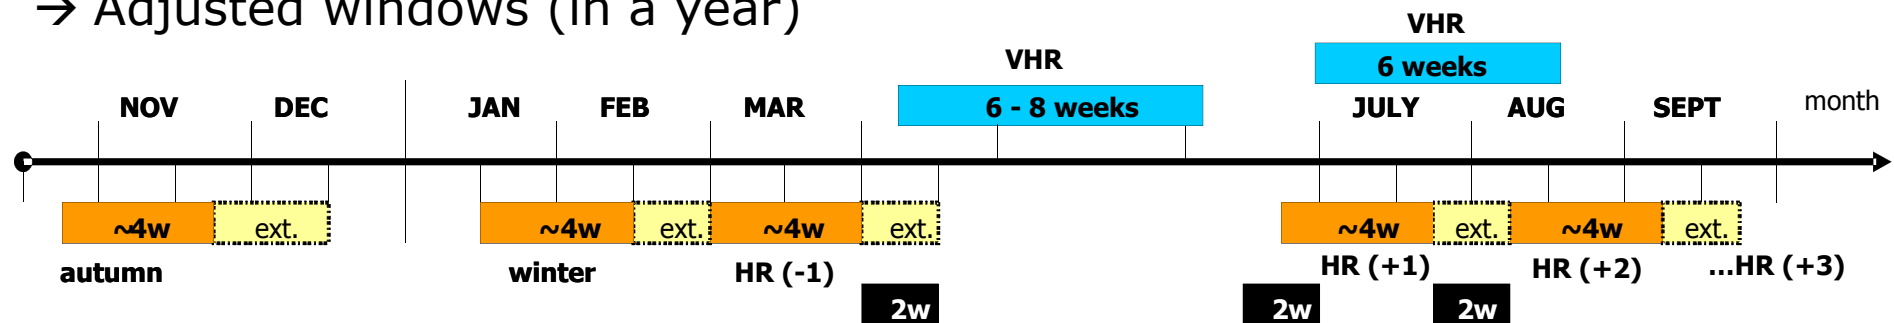 → Adjusted windows (in a year)
VHR
6 weeks
VHR
6 - 8 weeks
NOV DEC JAN FEB MAR JULY AUG SEPT month
~4w ext. ~4w ext. ~4w ext. ~4w ext. ~4w ext.
autumn winter HR (-1) HR (+1) HR (+2) ...HR (+3)
2w 2w 2w